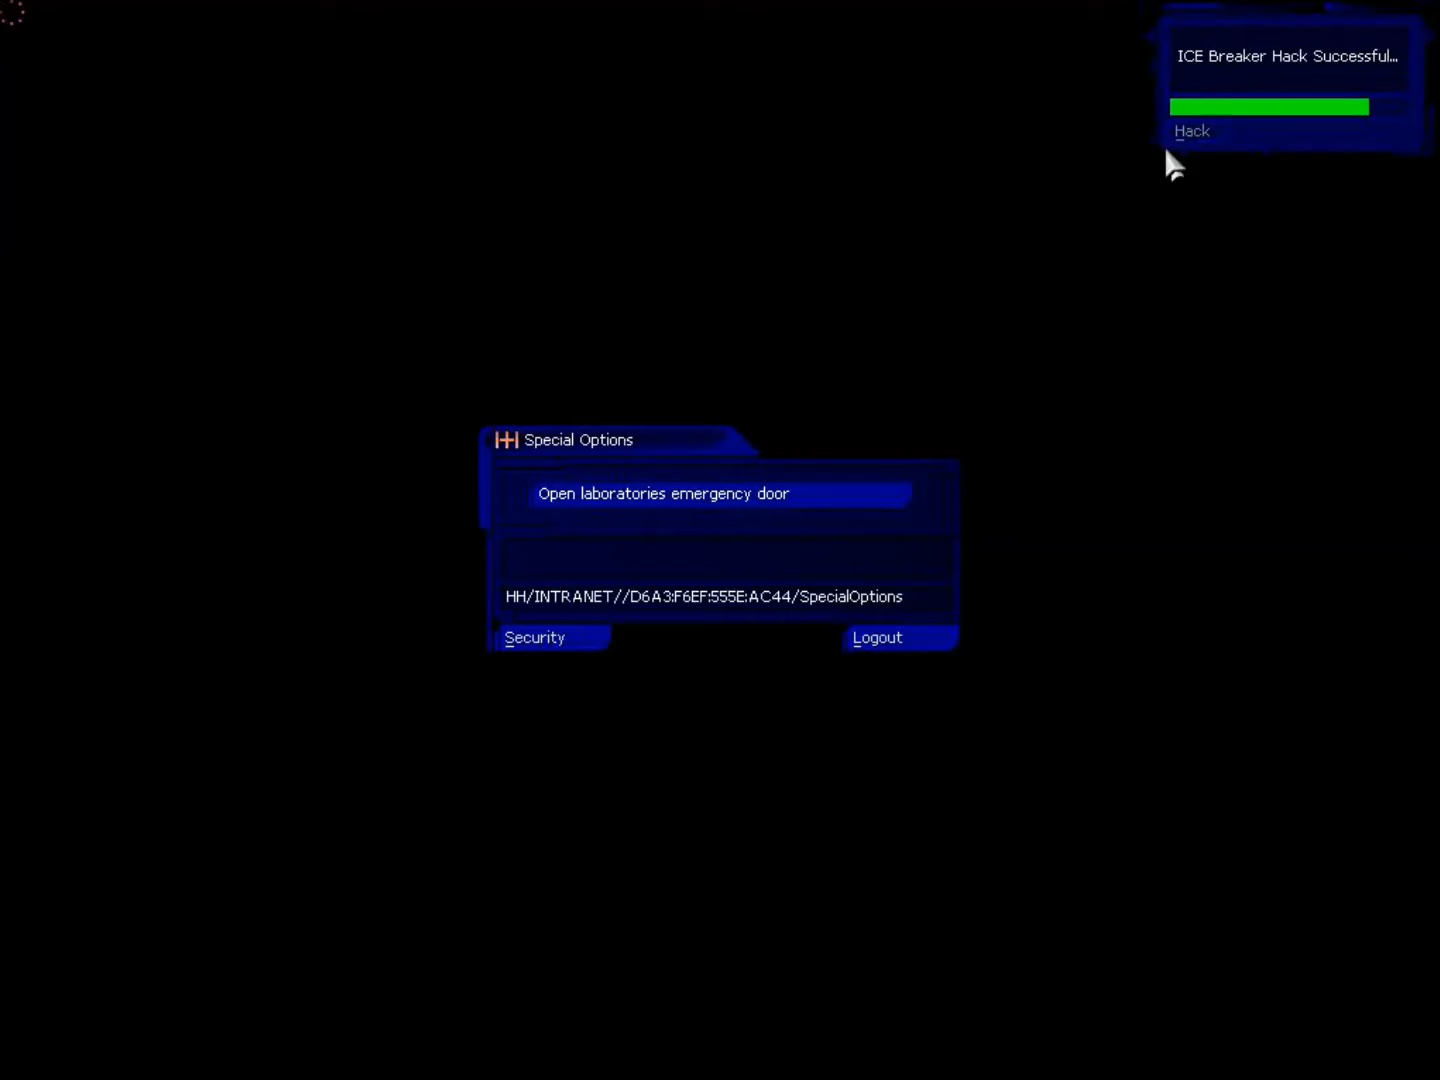 ICE Breaker Hack Successful...
Hack
Special Options
Open laboratories emergency door
HH/INTRANET//D6A3:F6EF:555E:AC44/SpecialOptions
Security
Logout